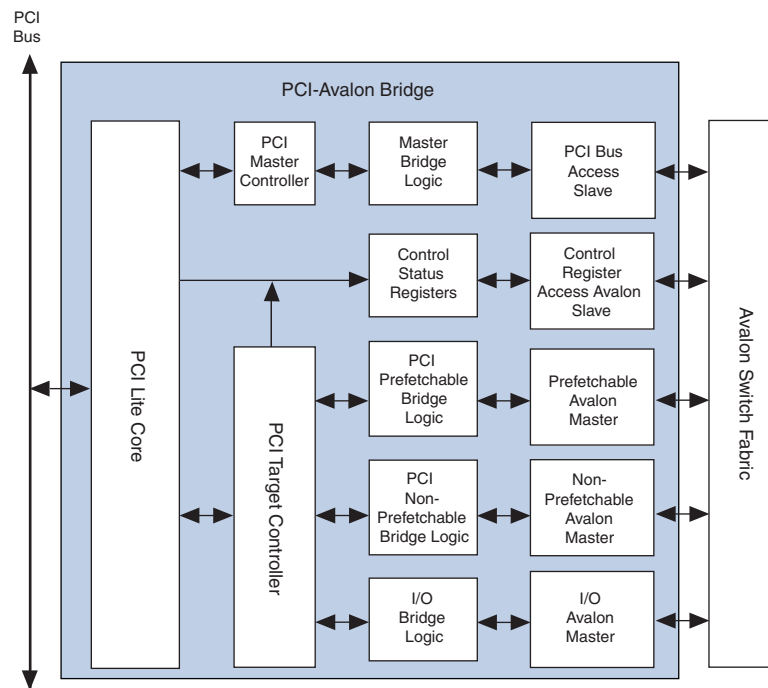 PCI
Bus
PCI-Avalon Bridge
PCI Lite Core
PCI
Master
Controller
Master
Bridge
Logic
PCI Bus
Access
Slave
Control
Status
Registers
Control
Register
Access Avalon
Slave
PCI Target Controller
PCI
Prefetchable
Bridge
Logic
Prefetchable
Avalon
Master
PCI
Non-
Prefetchable
Bridge Logic
Non-
Prefetchable
Avalon
Master
I/O
Bridge
Logic
I/O
Avalon
Master
Avalon Switch Fabric